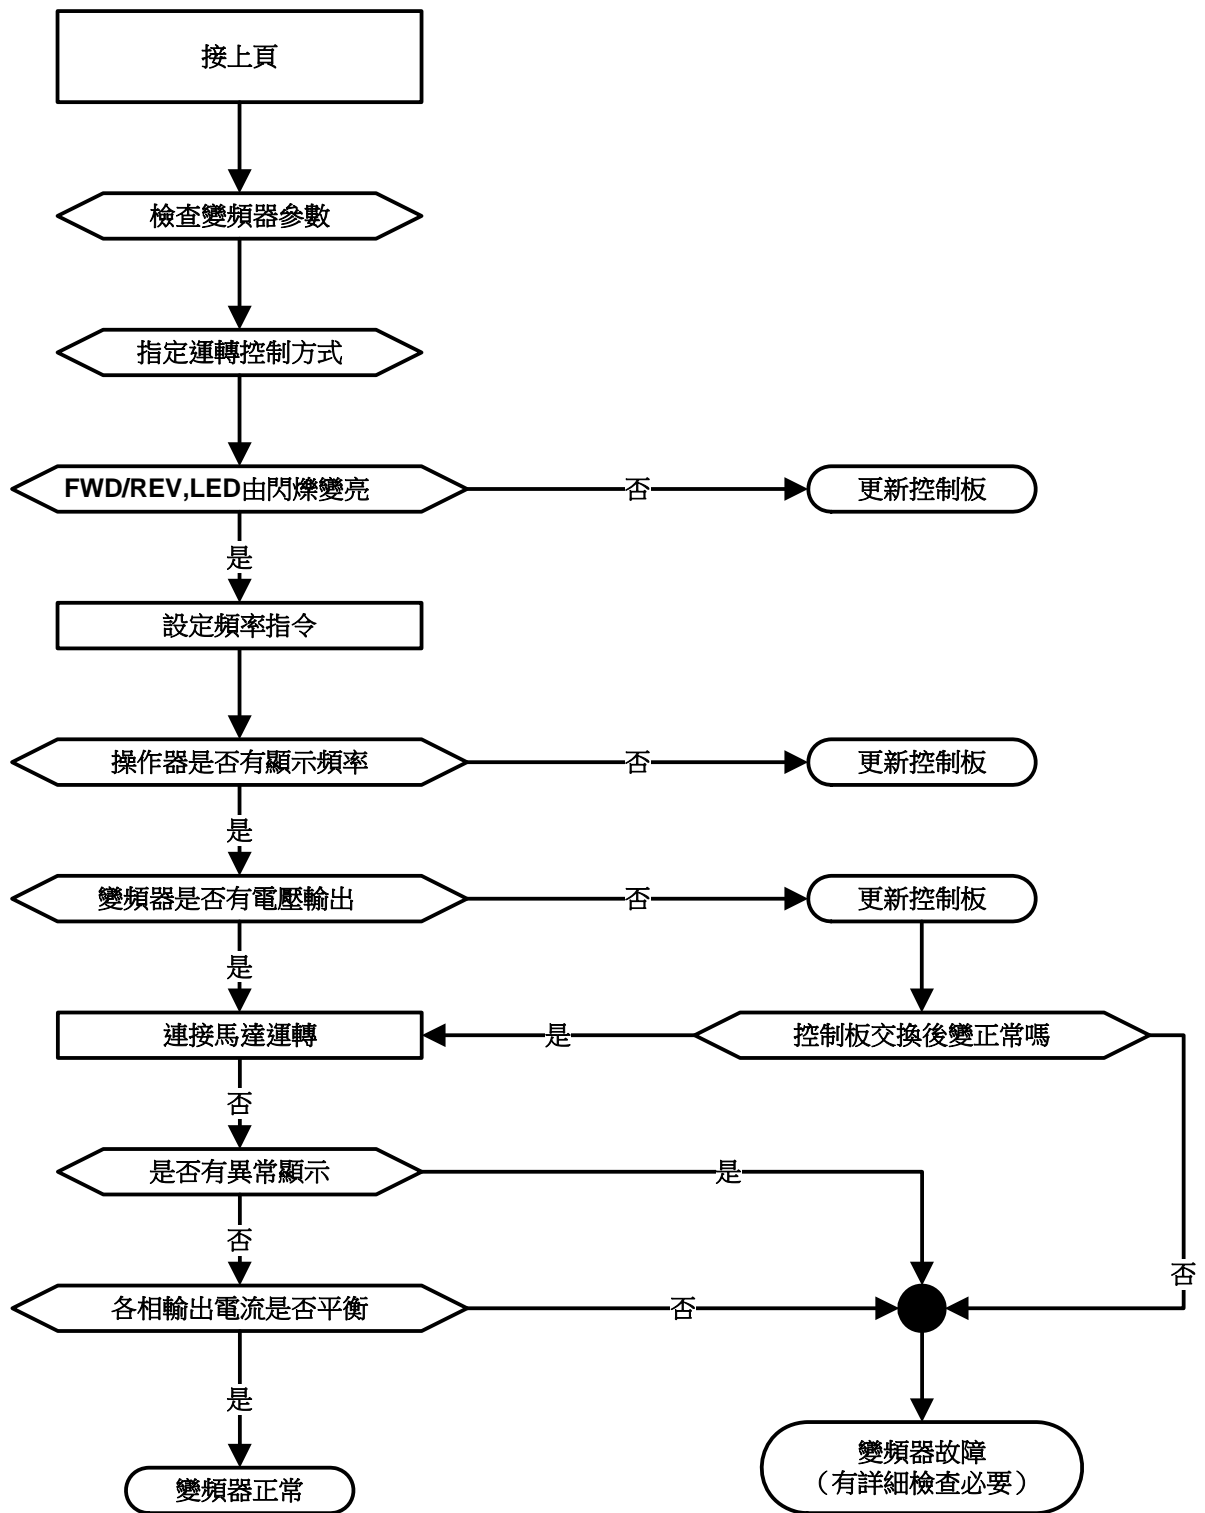 接上頁
檢查變頻器參數
指定運轉控制方式
FWD/REV,LED由閃爍變亮
否
更新控制板
是
設定頻率指令
操作器是否有顯示頻率
否
更新控制板
是
變頻器是否有電壓輸出
否
更新控制板
是
連接馬達運轉
是
控制板交換後變正常嗎
否
是否有異常顯示
是
否
否
各相輸出電流是否平衡
否
是
變頻器故障
（有詳細檢查必要）
變頻器正常